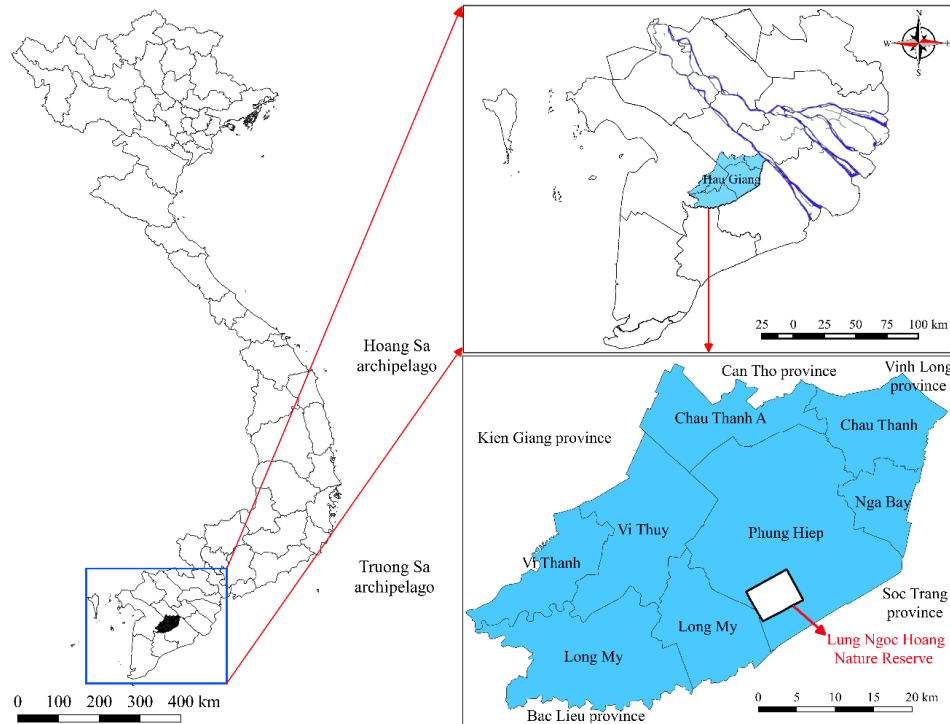 Hoang Sa
archipelago
Truong Sa
archipelago
0 100 200 300 400 km
N
W
E
S
Hau Giang
25 0 25 50 75 100 km
Can Tho province
Vinh Long
province
Chau Thanh A
Chau Thanh
Kien Giang province
Nga Bay
Vi Thuy
Phung Hiep
Vi Thanh
Soc Trang
province
Long My
Long My
Lung Ngoc Hoang
Nature Reserve
Bac Lieu province
0 5 10 15 20 km